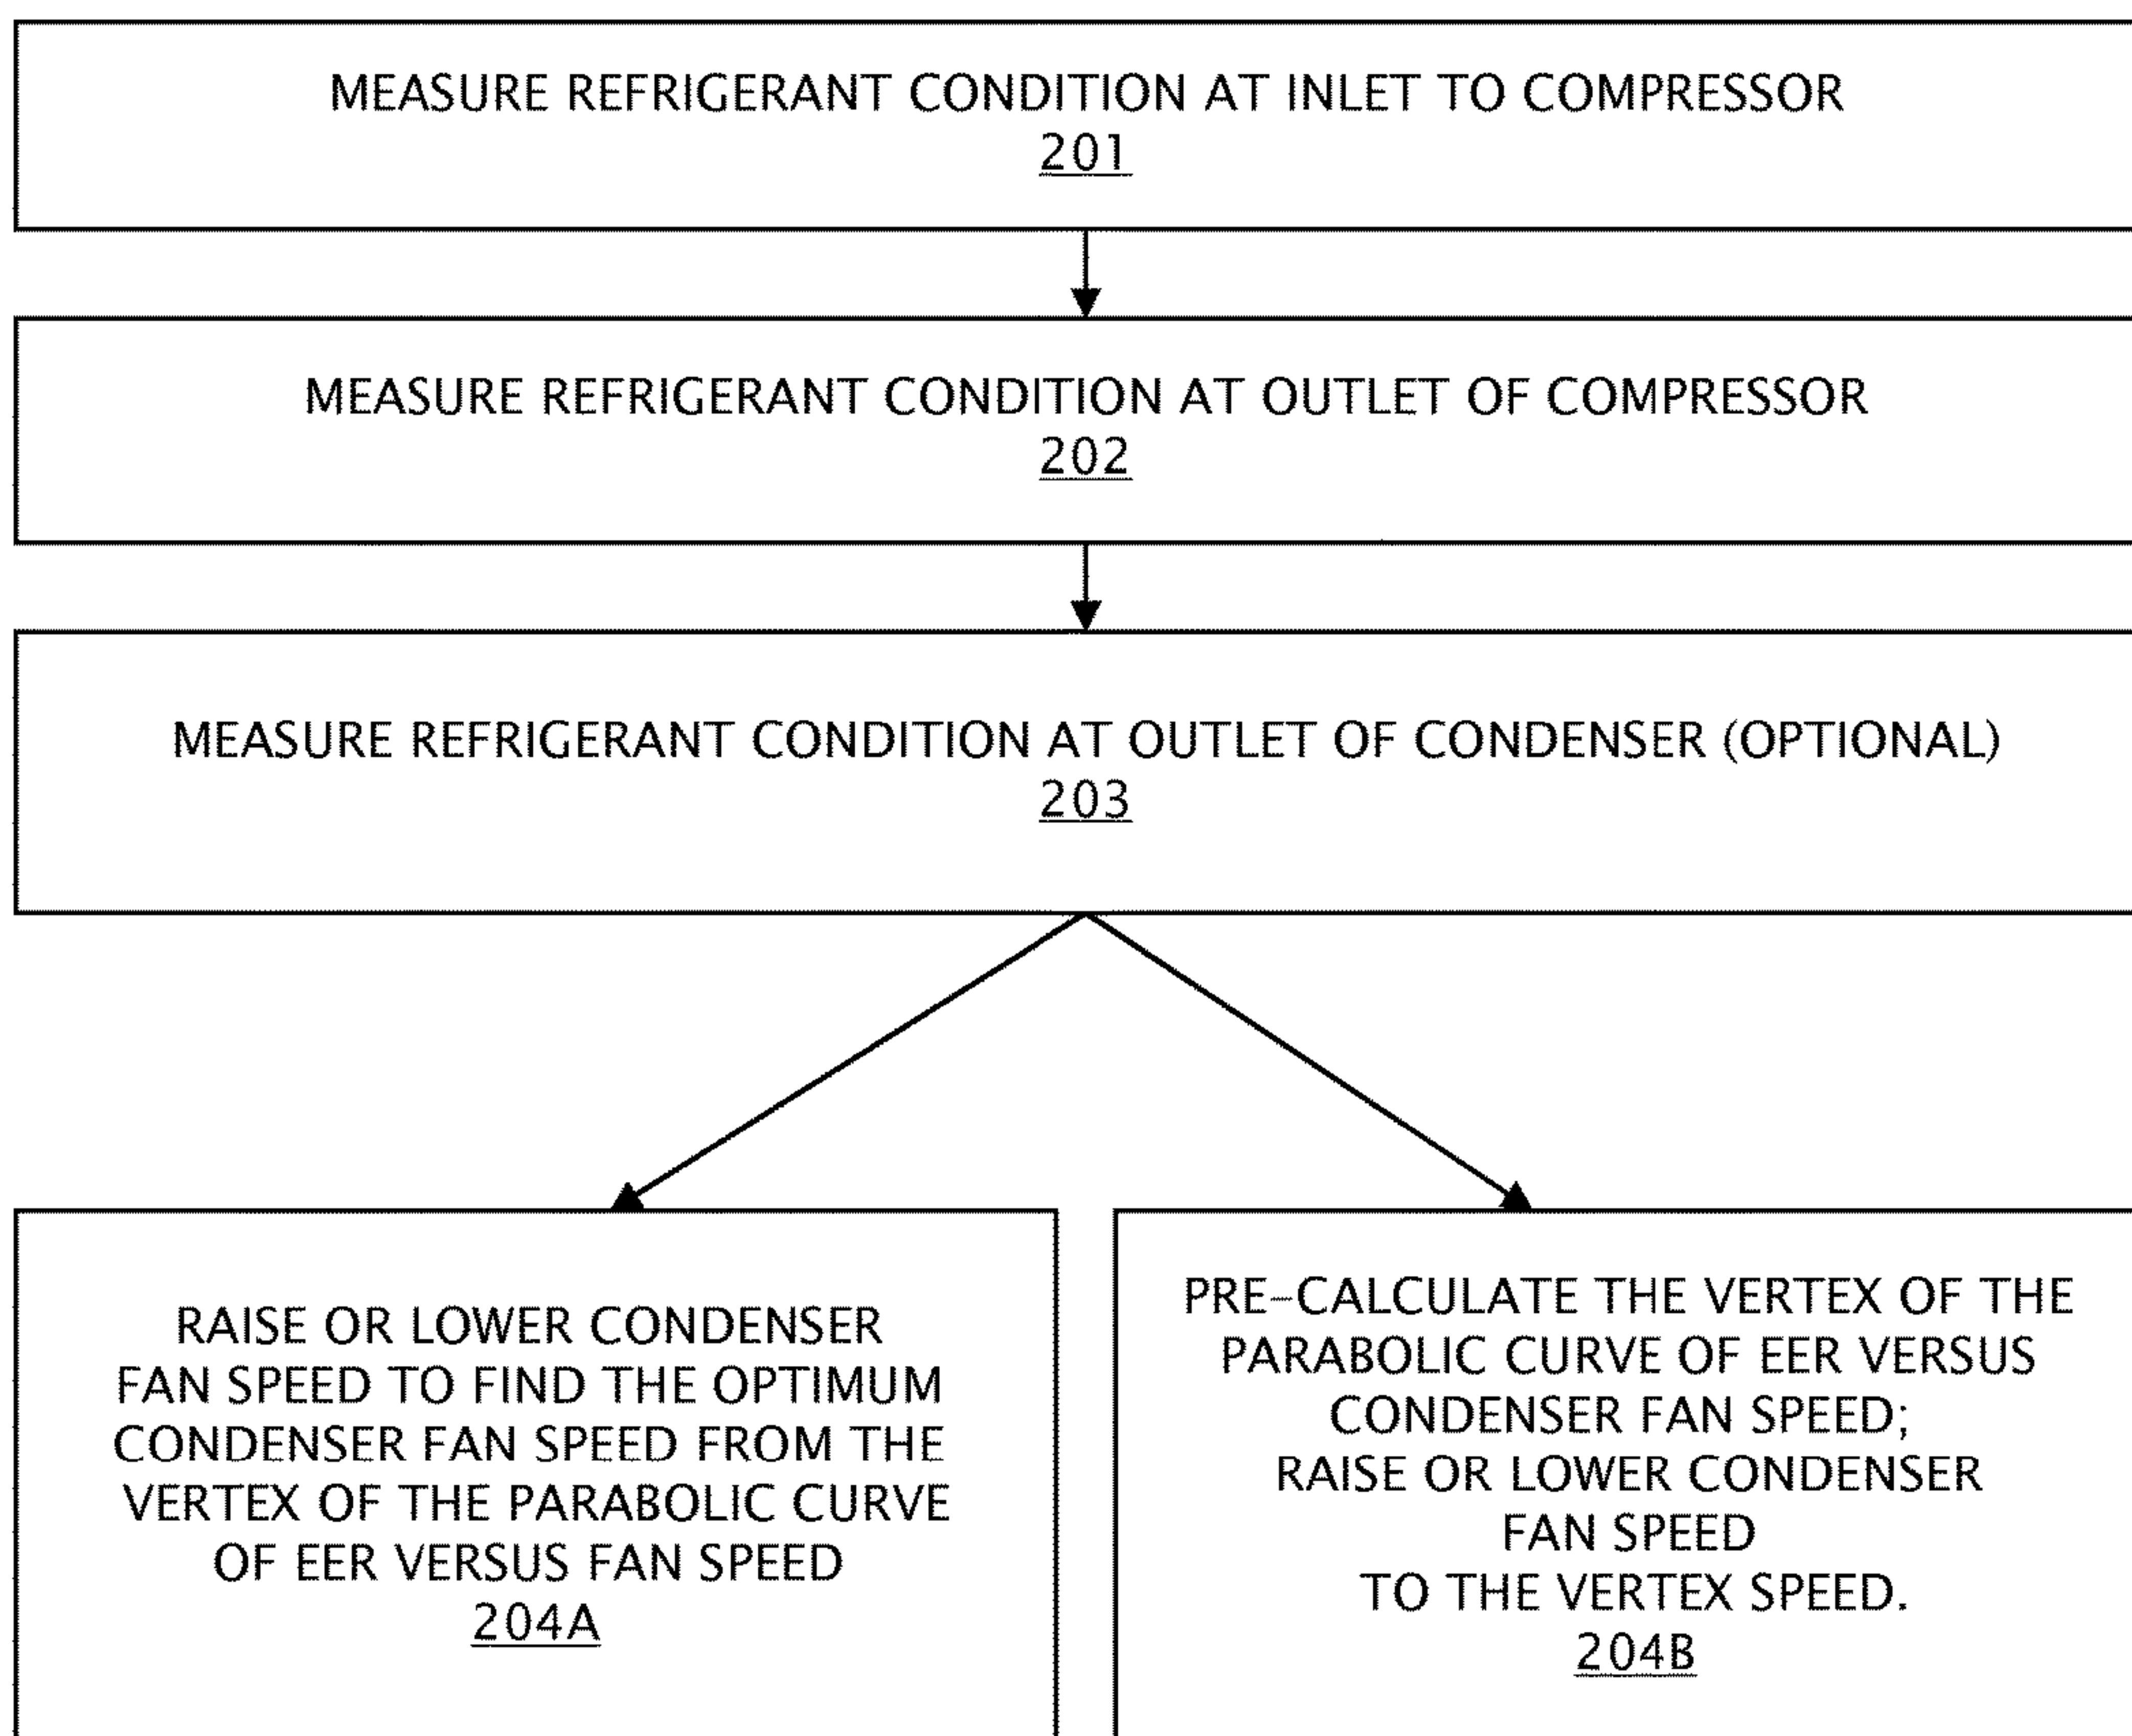 MEASURE REFRIGERANT CONDITION AT INLET TO COMPRESSOR
201
MEASURE REFRIGERANT CONDITION AT OUTLET OF COMPRESSOR
202
MEASURE REFRIGERANT CONDITION AT OUTLET OF CONDENSER (OPTIONAL)
203
RAISE OR LOWER CONDENSER
FAN SPEED TO FIND THE OPTIMUM
CONDENSER FAN SPEED FROM THE
VERTEX OF THE PARABOLIC CURVE
OF EER VERSUS FAN SPEED
204A
PRE-CALCULATE THE VERTEX OF THE
PARABOLIC CURVE OF EER VERSUS
CONDENSER FAN SPEED;
RAISE OR LOWER CONDENSER
FAN SPEED
TO THE VERTEX SPEED.
204B